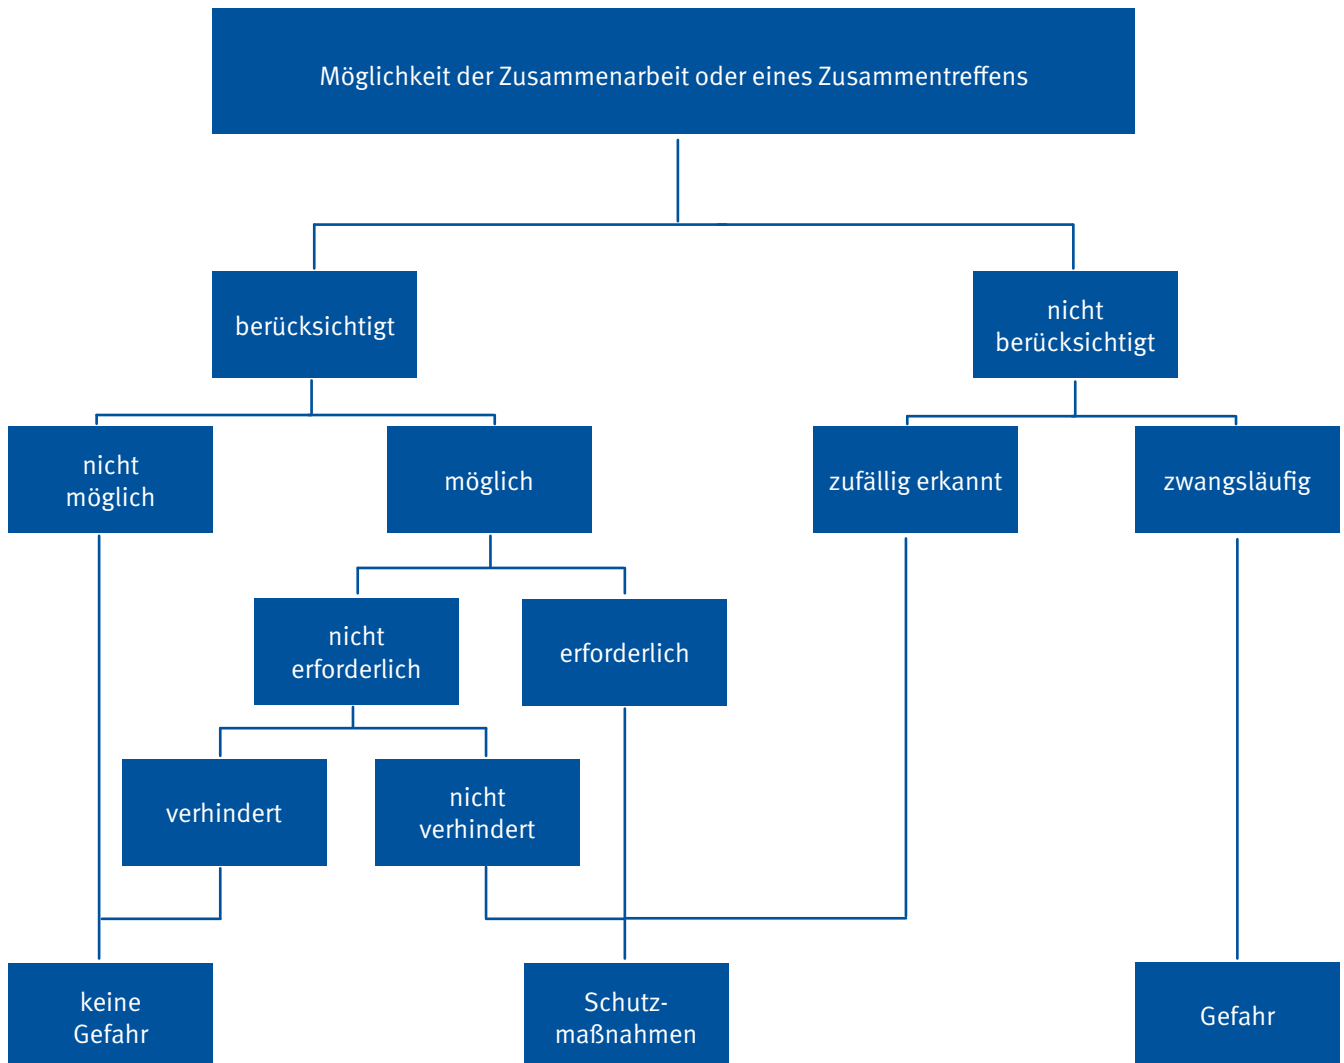 Möglichkeit der Zusammenarbeit oder eines Zusammentreffens
berücksichtigt
nicht
berücksichtigt
nicht
möglich
möglich
zufällig erkannt
zwangsläufig
nicht
erforderlich
erforderlich
verhindert
nicht
verhindert
keine
Gefahr
Schutz-
maßnahmen
Gefahr